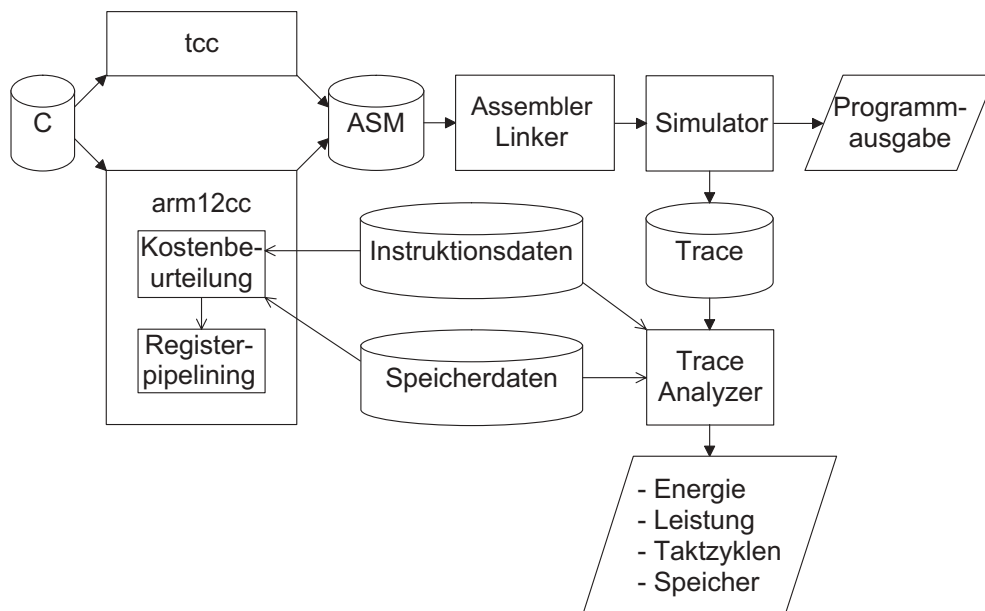 tcc
C
ASM
Assembler
Linker
Simulator
Programm-
ausgabe
arm12cc
Kostenbe-
urteilung
Instruktionsdaten
Trace
Register-
pipelining
Speicherdaten
Trace
Analyzer
- Energie
- Leistung
- Taktzyklen
- Speicher